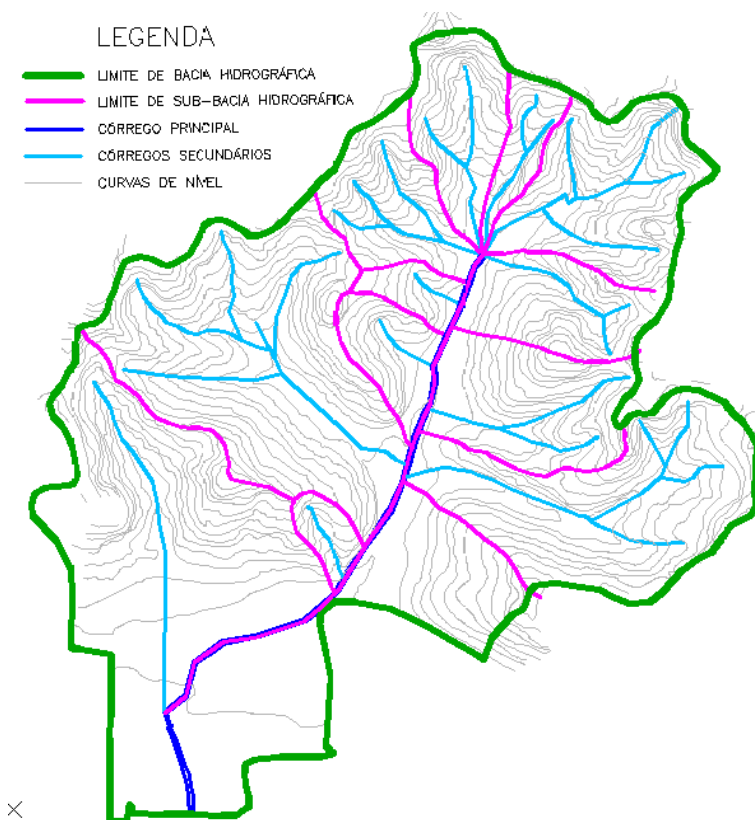 LEGENDA
LIMITE DE BACIA HIDROGRÁFICA
LIMITE DE SUB-BACIA HIDROGRÁFICA
CÓRREGO PRINCIPAL
CÓRREGOS SECUNDÁRIOS
CURVAS DE NÍVEL